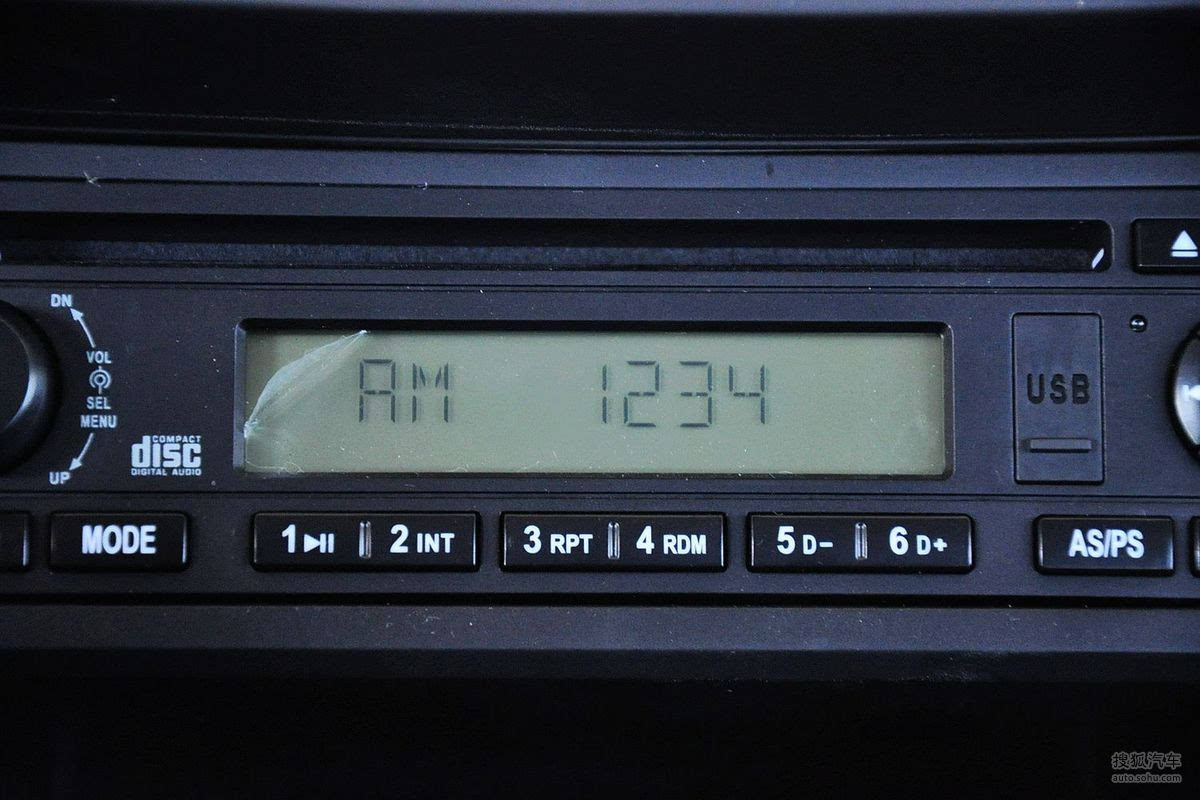 DN
VOL
SEL
MENU
UP
COMPACT
disc
DIGITAL AUDIO
AM 1234
USB
MODE
1 2 INT
3 RPT 4 RDM
5 D- 6 D+
AS/PS
搜狐汽车
auto.sohu.com